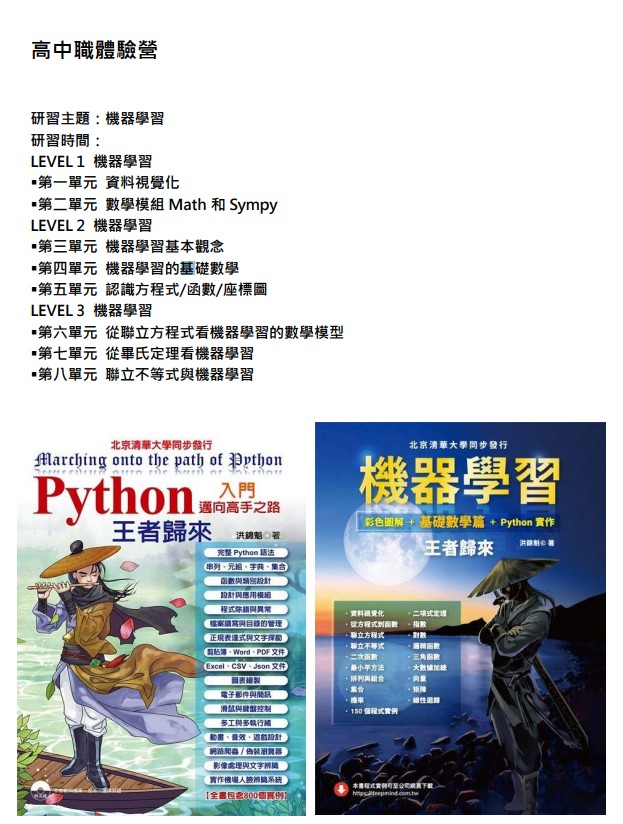 高中職體驗營
研習主題：機器學習
研習時間：
LEVEL 1 機器學習
▪第一單元 資料視覺化
▪第二單元 數學模組 Math 和 Sympy
LEVEL 2 機器學習
▪第三單元 機器學習基本觀念
▪第四單元 機器學習的基礎數學
▪第五單元 認識方程式/函數/座標圖
LEVEL 3 機器學習
▪第六單元 從聯立方程式看機器學習的數學模型
▪第七單元 從畢氏定理看機器學習
▪第八單元 聯立不等式與機器學習
北京清華大學同步發行
Marching onto the path of Python
Python 入門
邁向高手之路
王者歸來
洪錦魁◎著
完整 Python 語法
串列、元組、字典、集合
函數與類別設計
設計與應用模組
程式除錯與異常
檔案讀寫與目錄的管理
正規表達式與文字探勘
剪貼簿、Word、PDF 文件
Excel、CSV、Json 文件
圖表繪製
電子郵件與簡訊
滑鼠與鍵盤控制
多工與多執行緒
動畫、音效、遊戲設計
網路爬蟲 / 偽裝瀏覽器
影像處理與文字辨識
實作機場人臉辨識系統
【全書包含800個實例】
北京清華大學同步發行
機器學習
彩色圖解 + 基礎數學篇 + Python 實作
王者歸來
洪錦魁© 著
· 資料視覺化
· 從方程式到函數
· 聯立方程式
· 聯立不等式
· 二次函數
· 最小平方法
· 排列與組合
· 集合
· 機率
· 150 個程式實例
· 二項式定理
· 指數
· 對數
· 邏輯函數
· 三角函數
· 大數據加總
· 向量
· 矩陣
· 線性迴歸
本書程式實例可至公司網頁下載
https://deepmind.com.tw